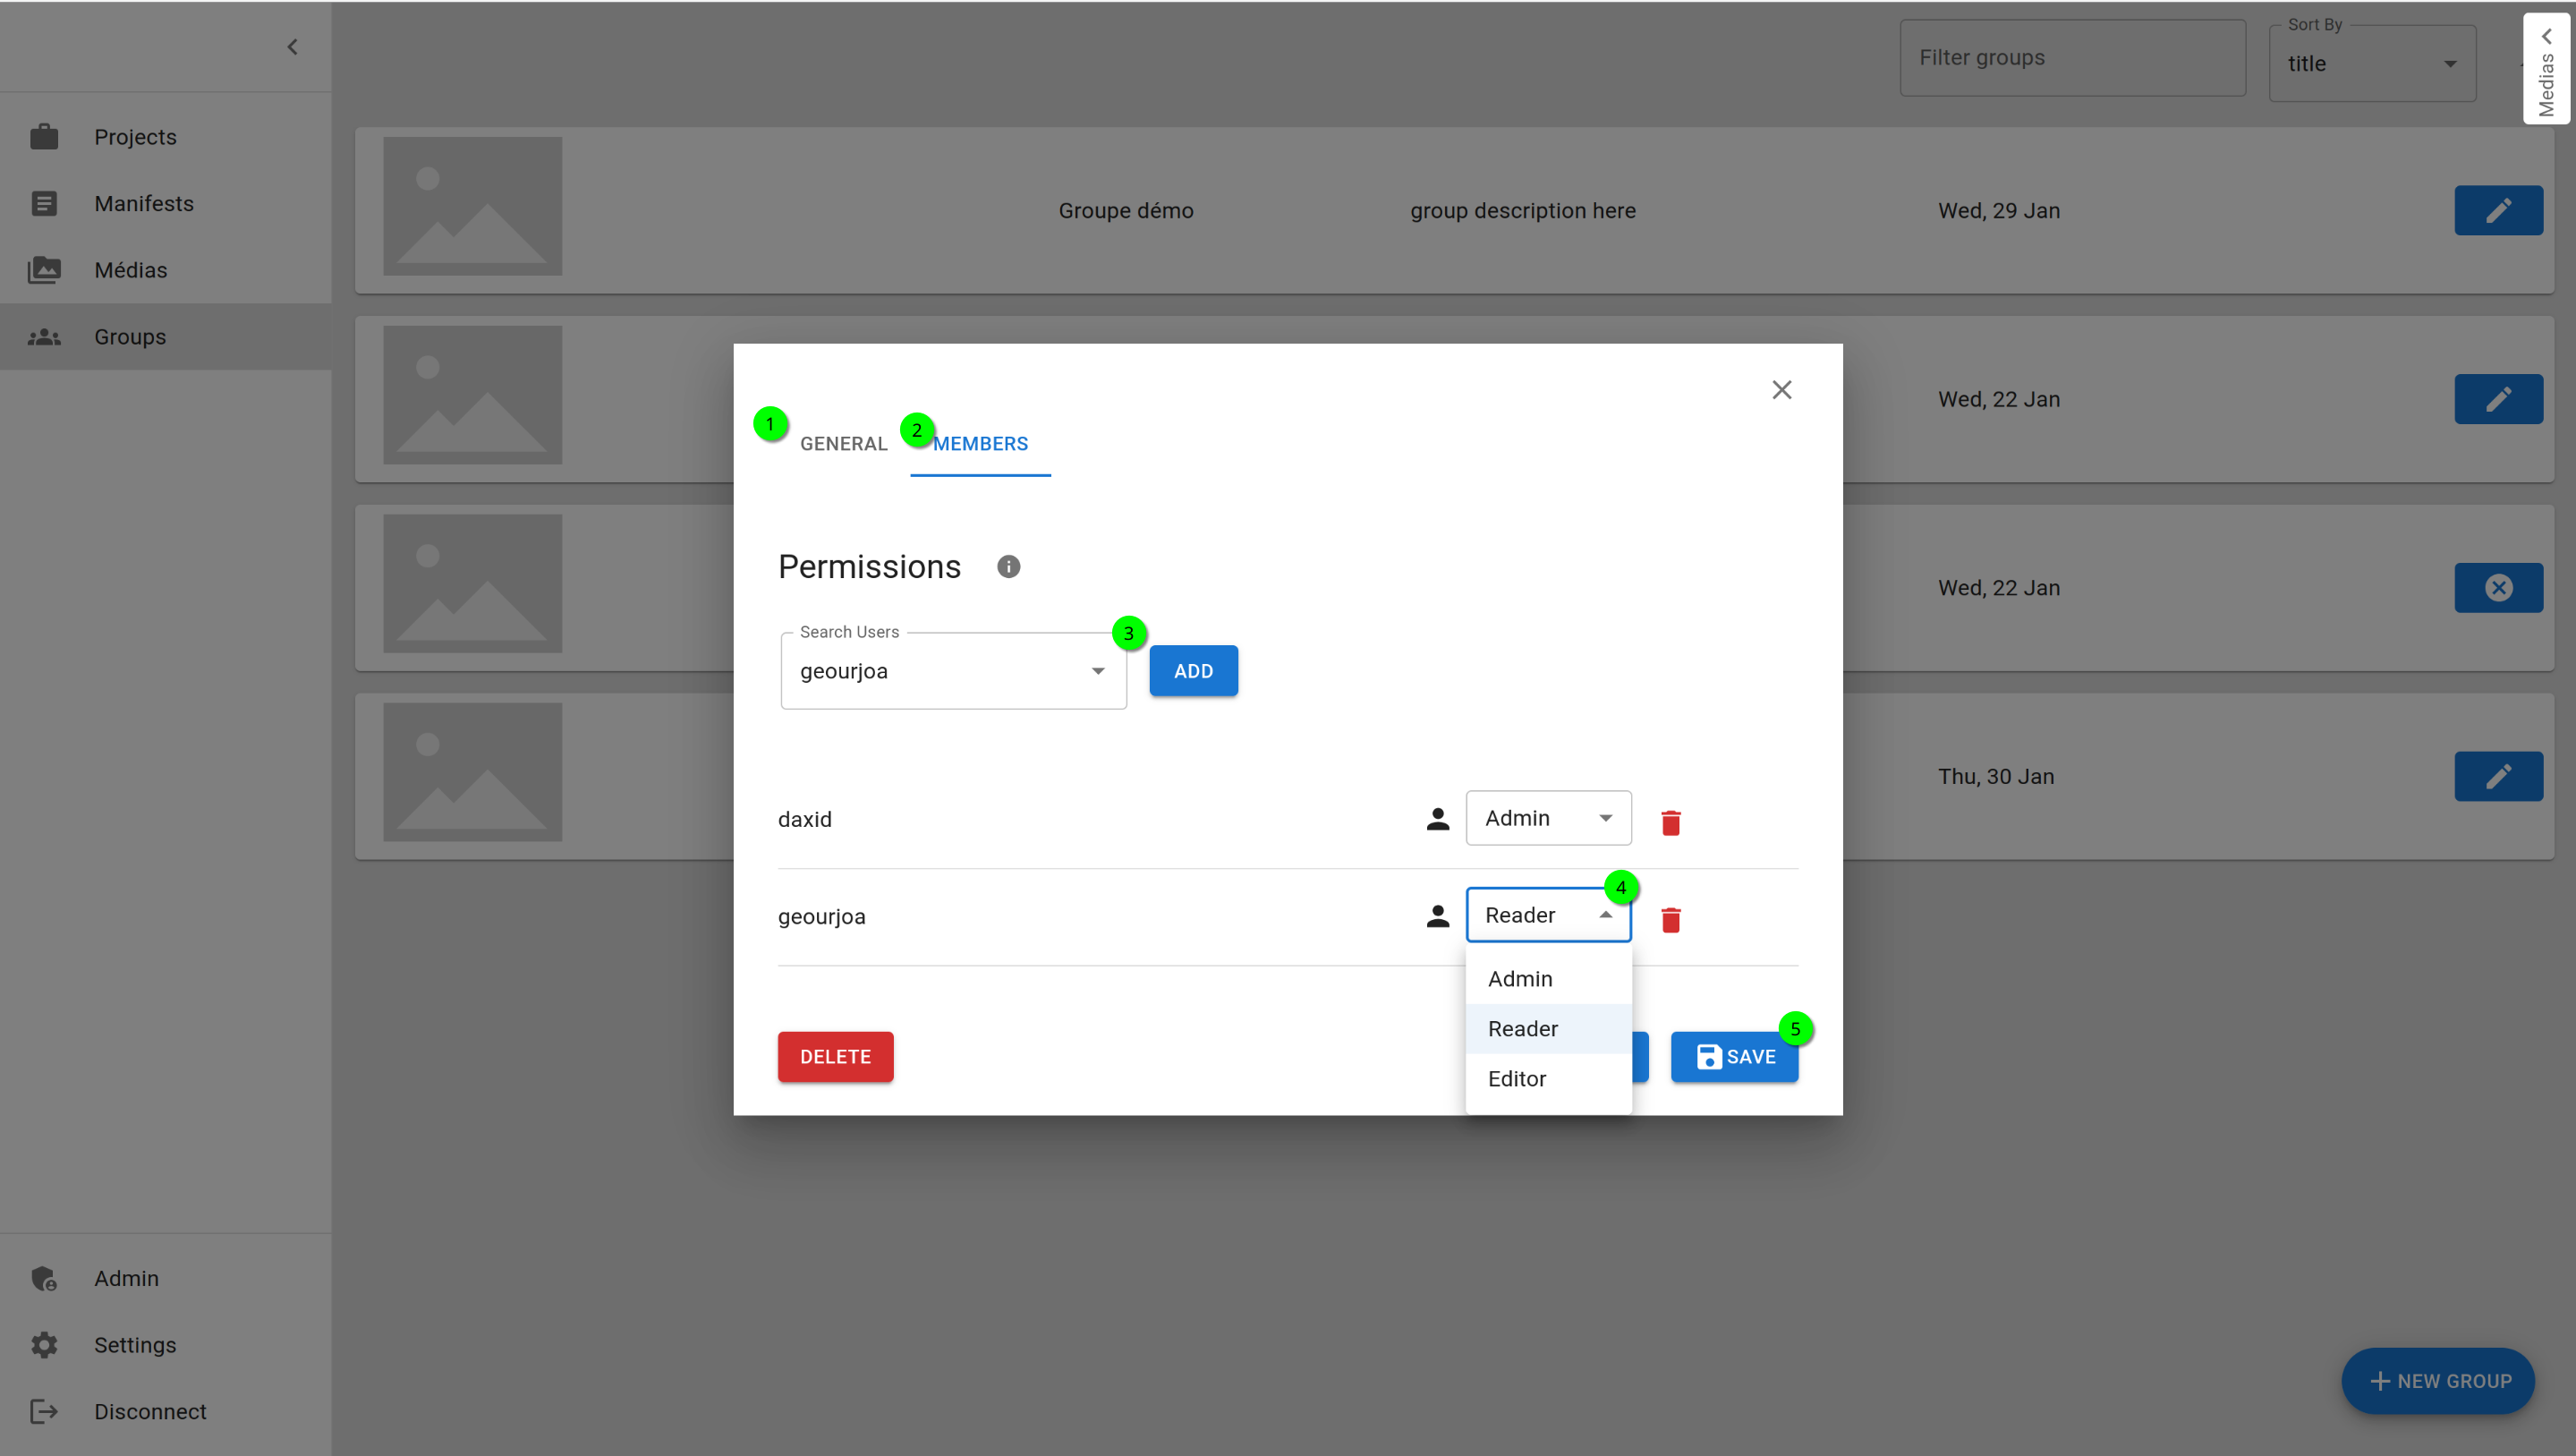 Projects
Manifests
Médias
Groups
Admin
Settings
Disconnect
Filter groups
Sort By
title
Medias
Groupe démo group description here Wed, 29 Jan
Wed, 22 Jan
Wed, 22 Jan
Thu, 30 Jan
1 GENERAL 2 MEMBERS
Permissions
Search Users 3
geourjoa ADD
daxid Admin
4
geourjoa Reader
Admin
Reader
Editor
5
DELETE SAVE
NEW GROUP